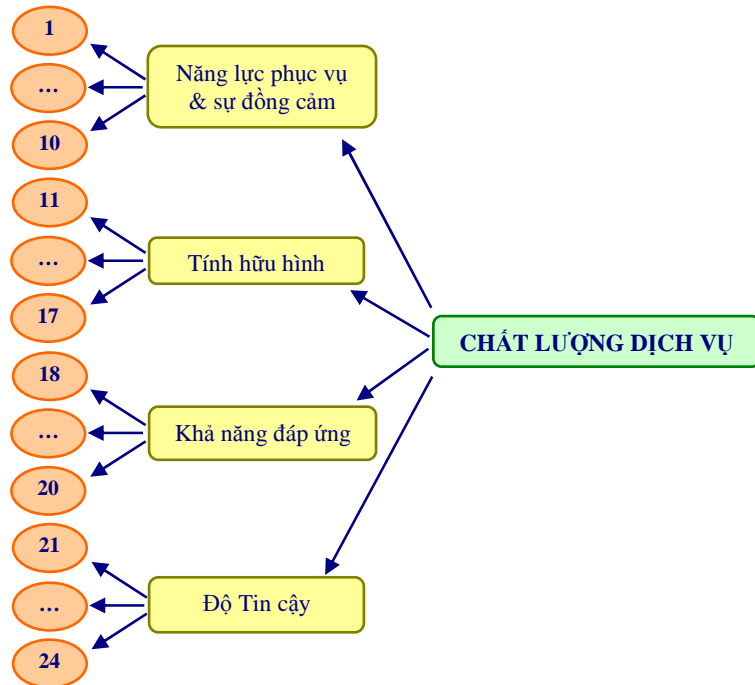 1
...
10
Năng lực phục vụ
& sự đồng cảm
11
...
17
Tính hữu hình
CHẤT LƯỢNG DỊCH VỤ
18
...
20
Khả năng đáp ứng
21
...
24
Độ Tin cậy